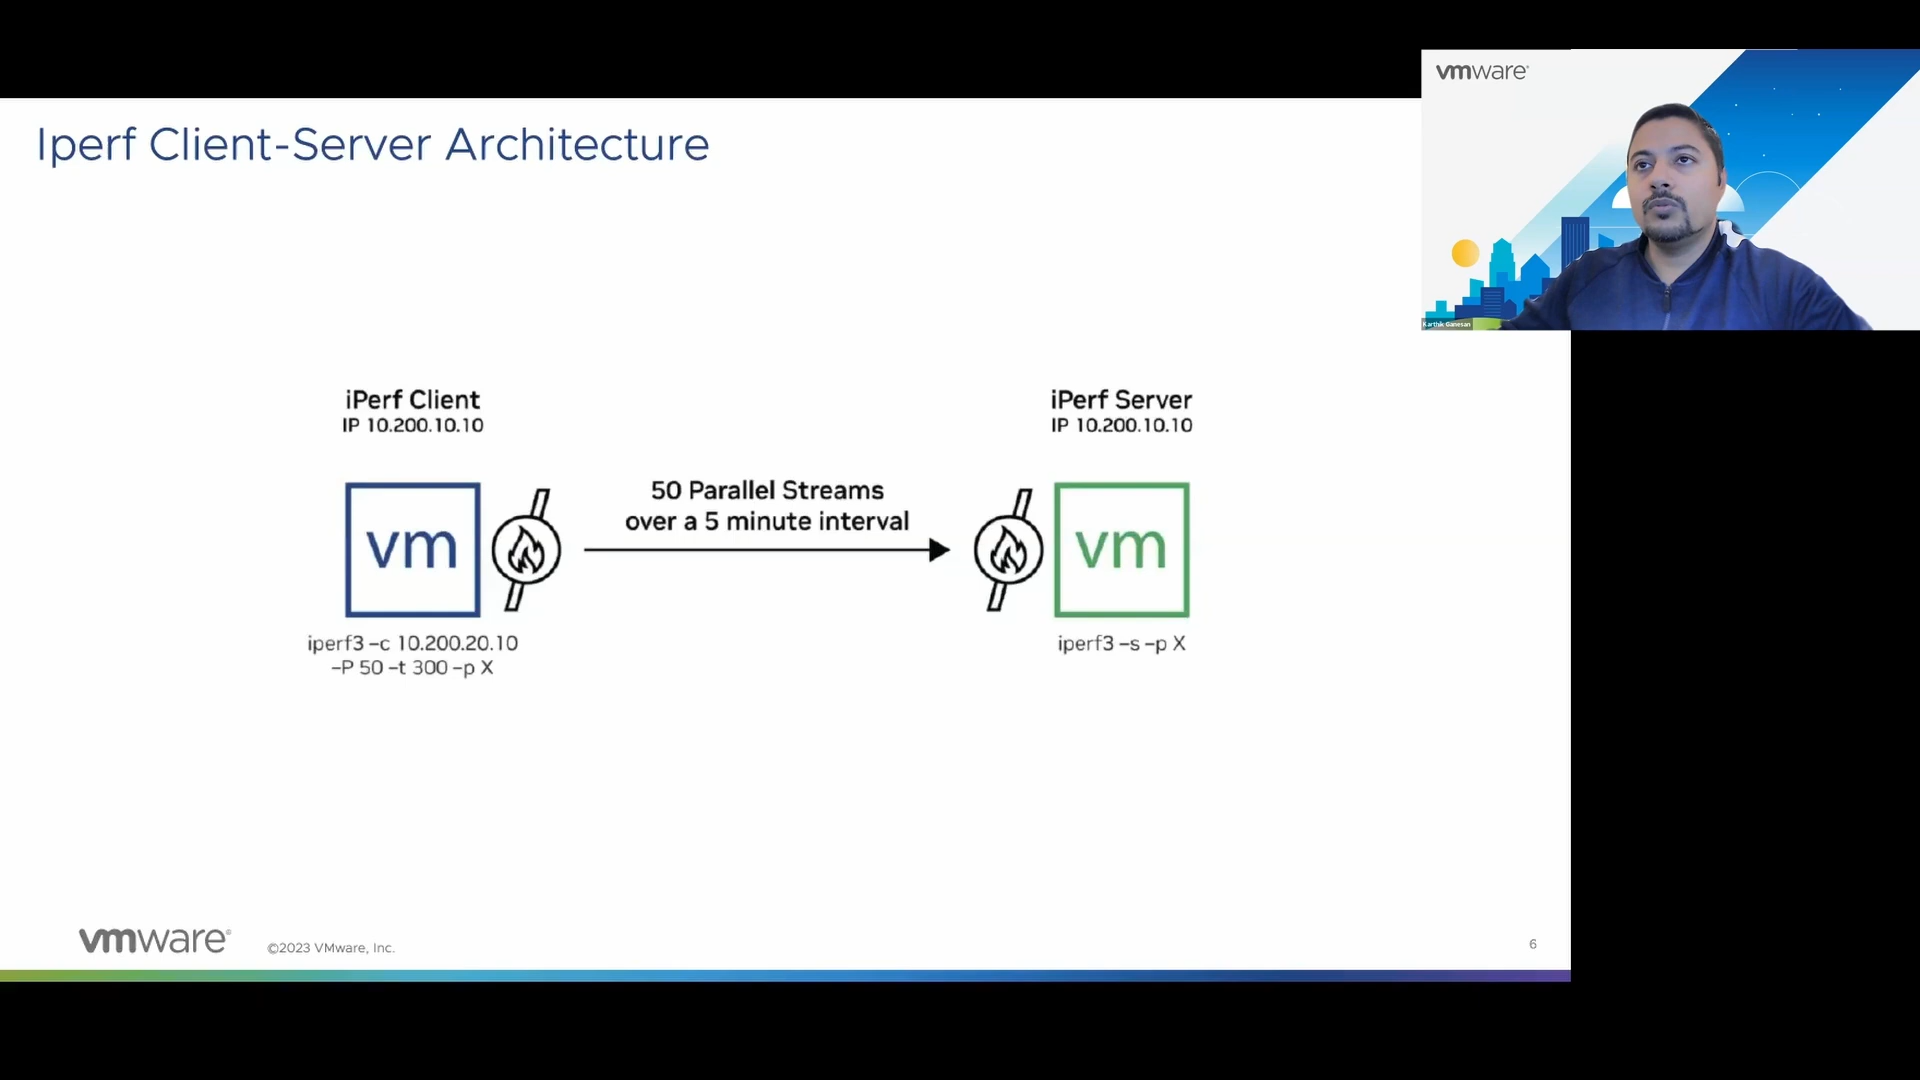 vmware
Iperf Client-Server Architecture
Karthik Ganesan
iPerf Client
IP 10.200.10.10
iPerf Server
IP 10.200.10.10
50 Parallel Streams
over a 5 minute interval
vm
vm
iperf3 –c 10.200.20.10
–P 50 –t 300 –p X
iperf3 –s –p X
vmware®
©2023 VMware, Inc.
6